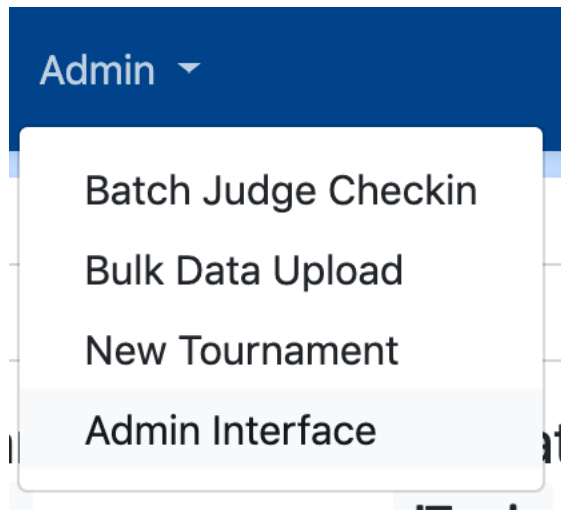 Admin
Batch Judge Checkin
Bulk Data Upload
New Tournament
Admin Interface